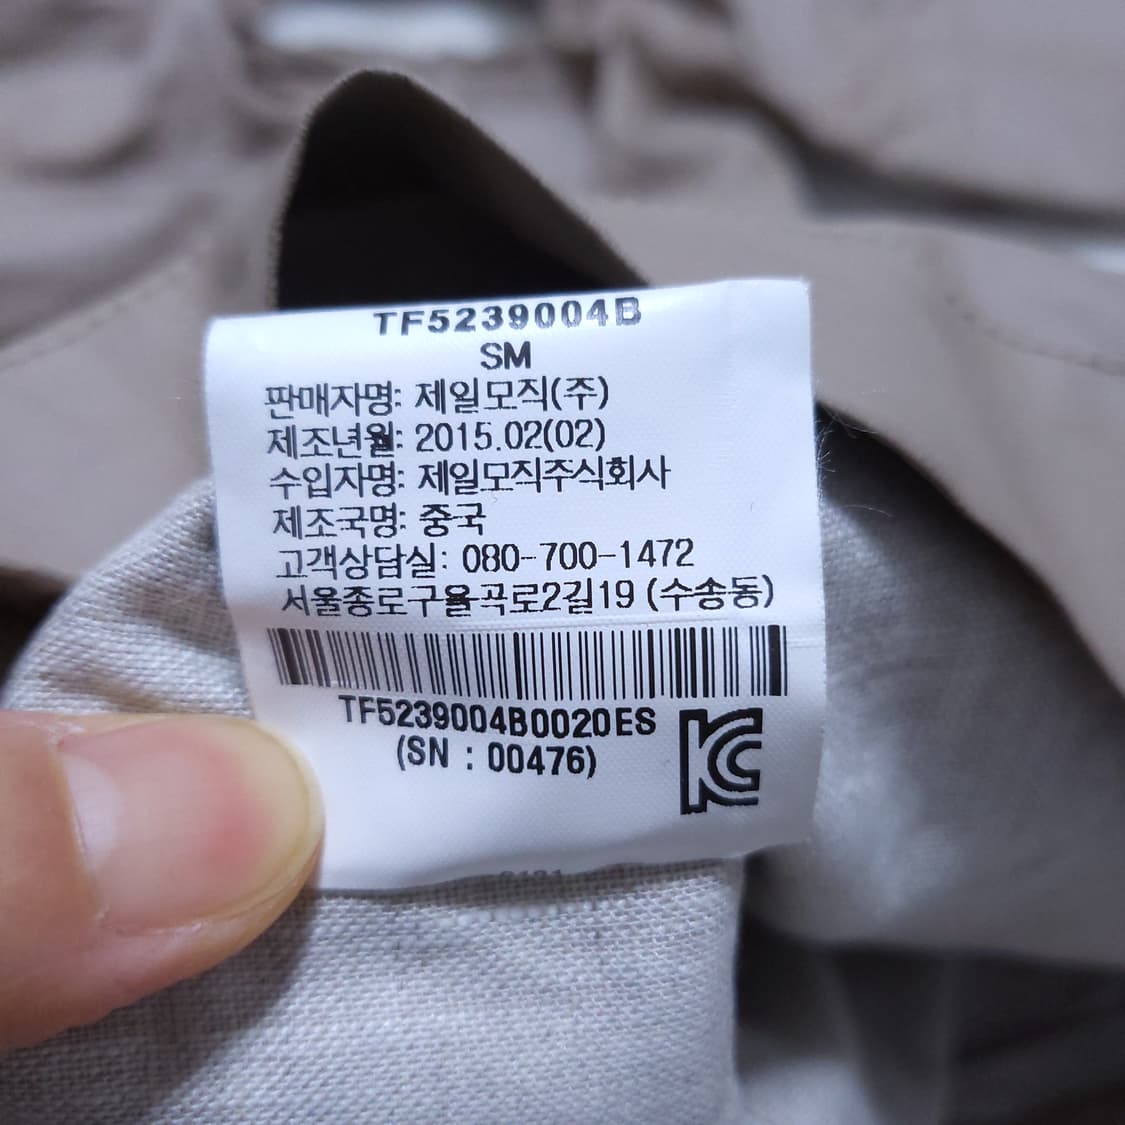 TF5239004B
SM
판매자명: 제일모직(주)
제조년월: 2015.02(02)
수입자명: 제일모직주식회사
제조국명: 중국
고객상담실: 080-700-1472
서울종로구율곡로2길19 (수송동)
TF5239004B0020ES
(SN : 00476)
KC